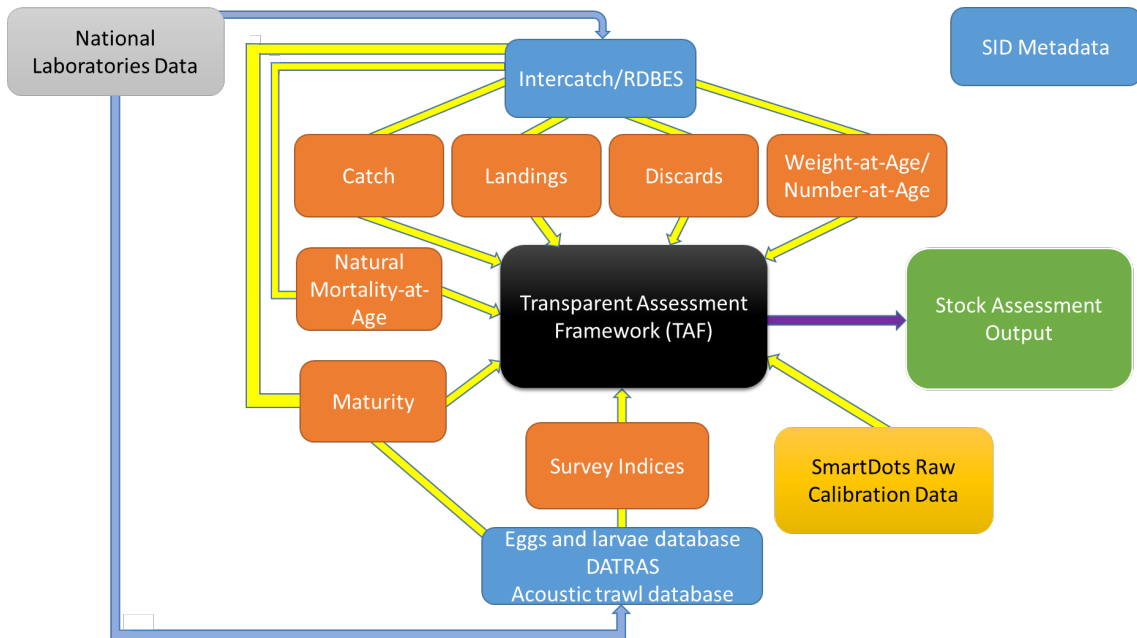 National
Laboratories Data
SID Metadata
Intercatch/RDBES
Catch
Landings
Discards
Weight-at-Age/
Number-at-Age
Natural
Mortality-at-
Age
Transparent Assessment
Framework (TAF)
Stock Assessment
Output
Maturity
Survey Indices
SmartDots Raw
Calibration Data
Eggs and larvae database
DATRAS
Acoustic trawl database